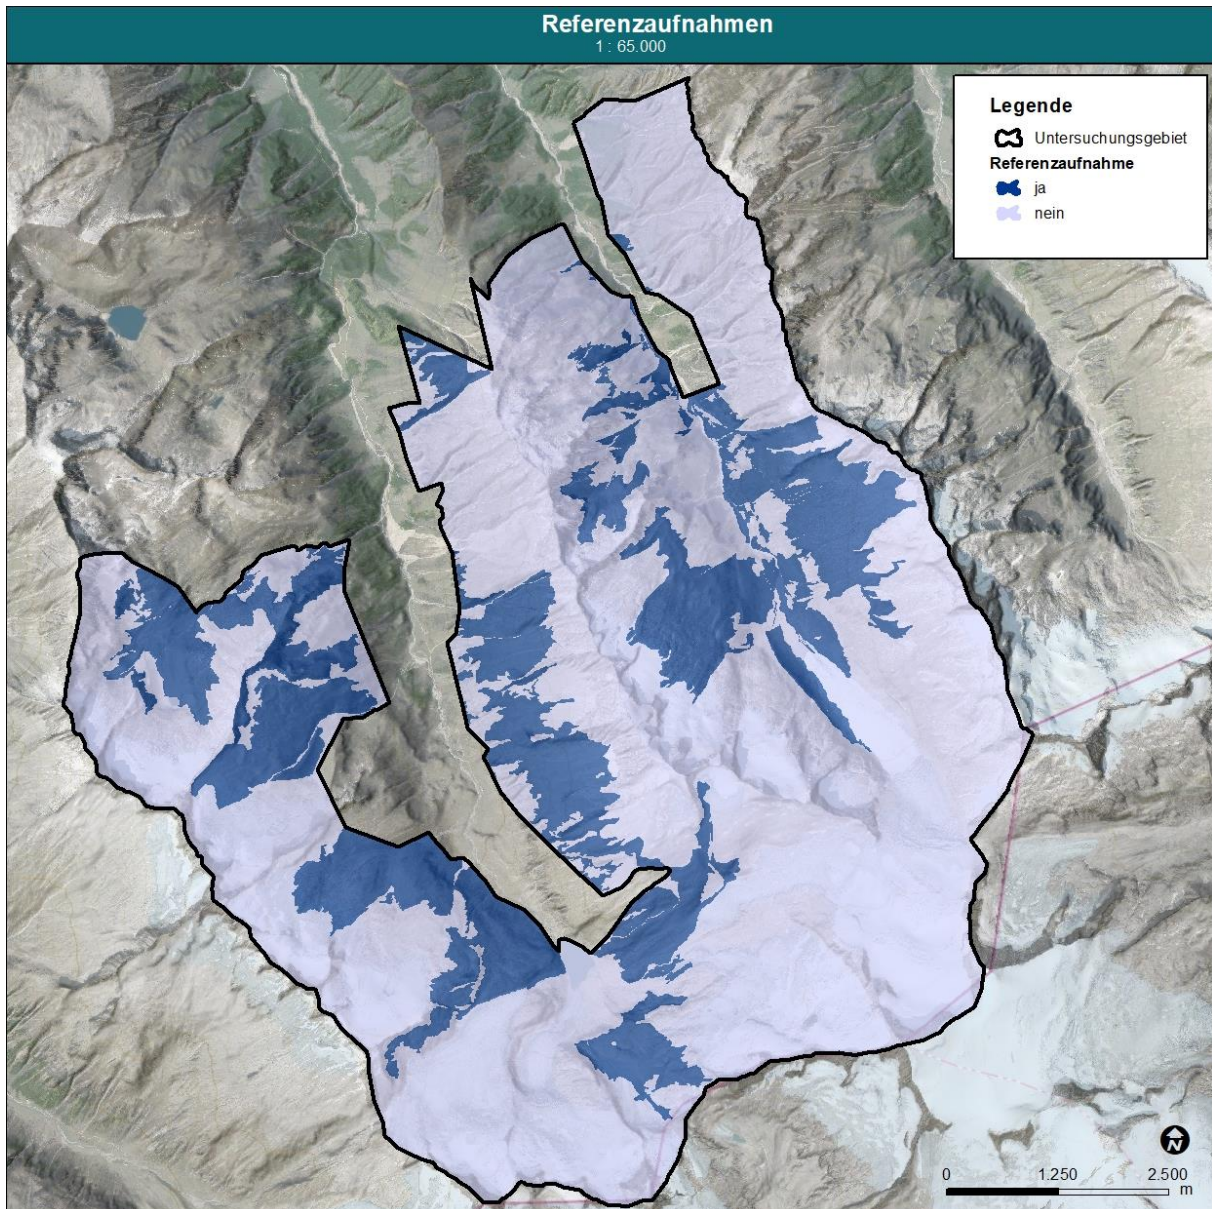 Referenzaufnahmen
1 : 65.000
Legende
Untersuchungsgebiet
Referenzaufnahme
ja
nein
N
0 1.250 2.500
m